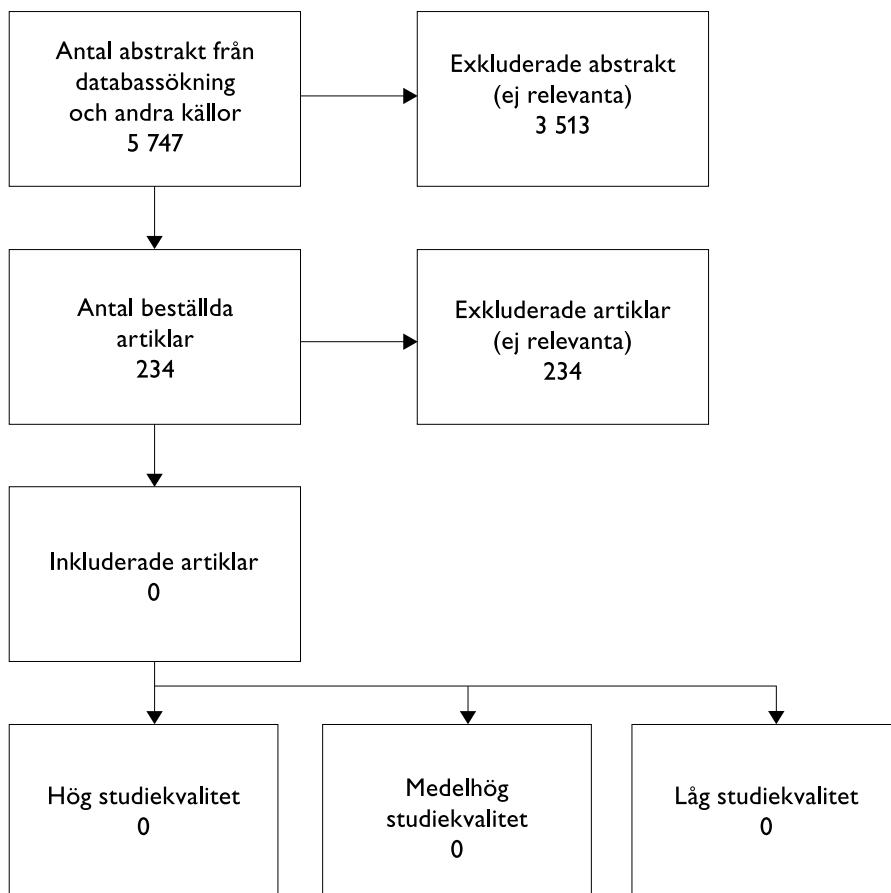 Antal abstrakt från
databassökning
och andra källor
5 747
Exkluderade abstrakt
(ej relevanta)
3 513
Antal beställda
artiklar
234
Exkluderade artiklar
(ej relevanta)
234
Inkluderade artiklar
0
Hög studiekvalitet
0
Medelhög
studiekvalitet
0
Låg studiekvalitet
0